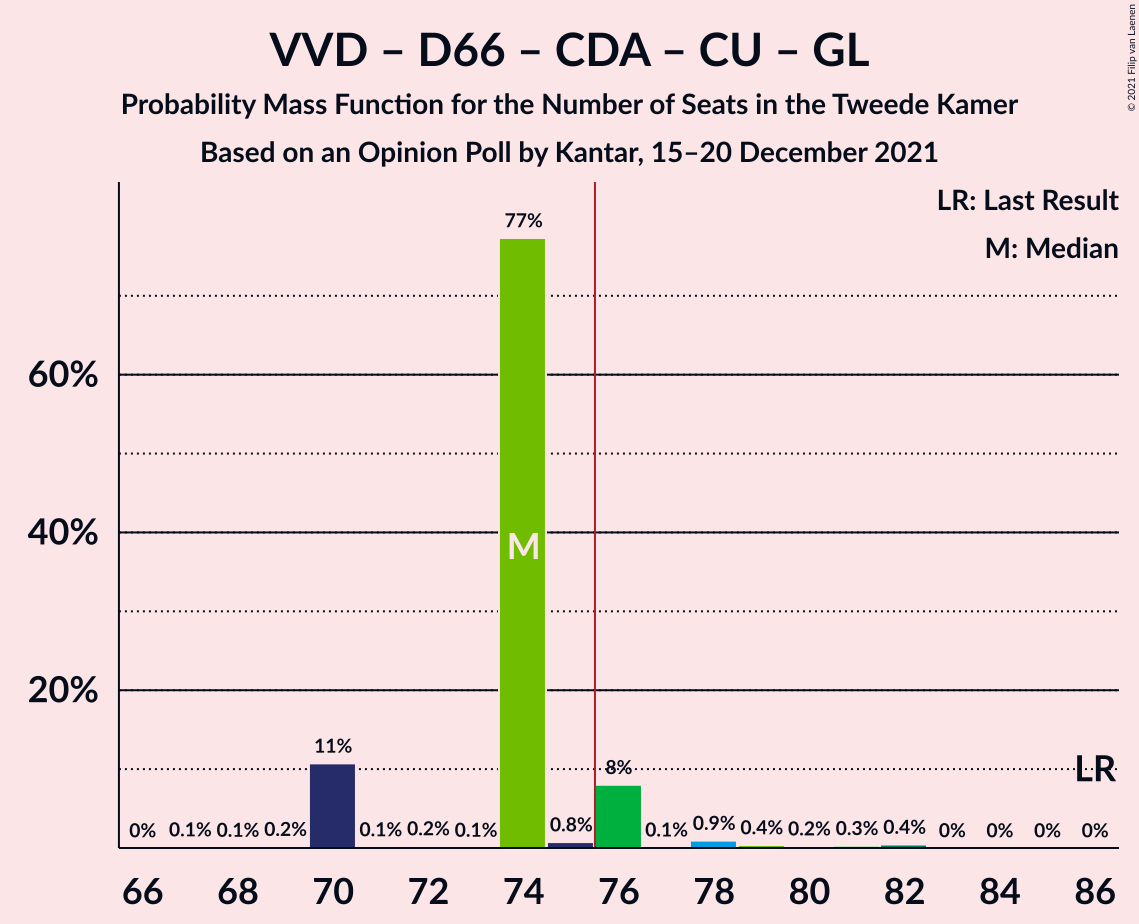 VVD – D66 – CDA – CU – GL
Probability Mass Function for the Number of Seats in the Tweede Kamer
Based on an Opinion Poll by Kantar, 15–20 December 2021
© 2021 Filip van Laenen
LR: Last Result
M: Median
77%
60%
M
40%
20%
11%
8%
LR
0% 0.1% 0.1% 0.2% 0.1% 0.2% 0.1% 0.8% 0.1% 0.9% 0.4% 0.2% 0.3% 0.4% 0% 0% 0% 0%
66 68 70 72 74 76 78 80 82 84 86